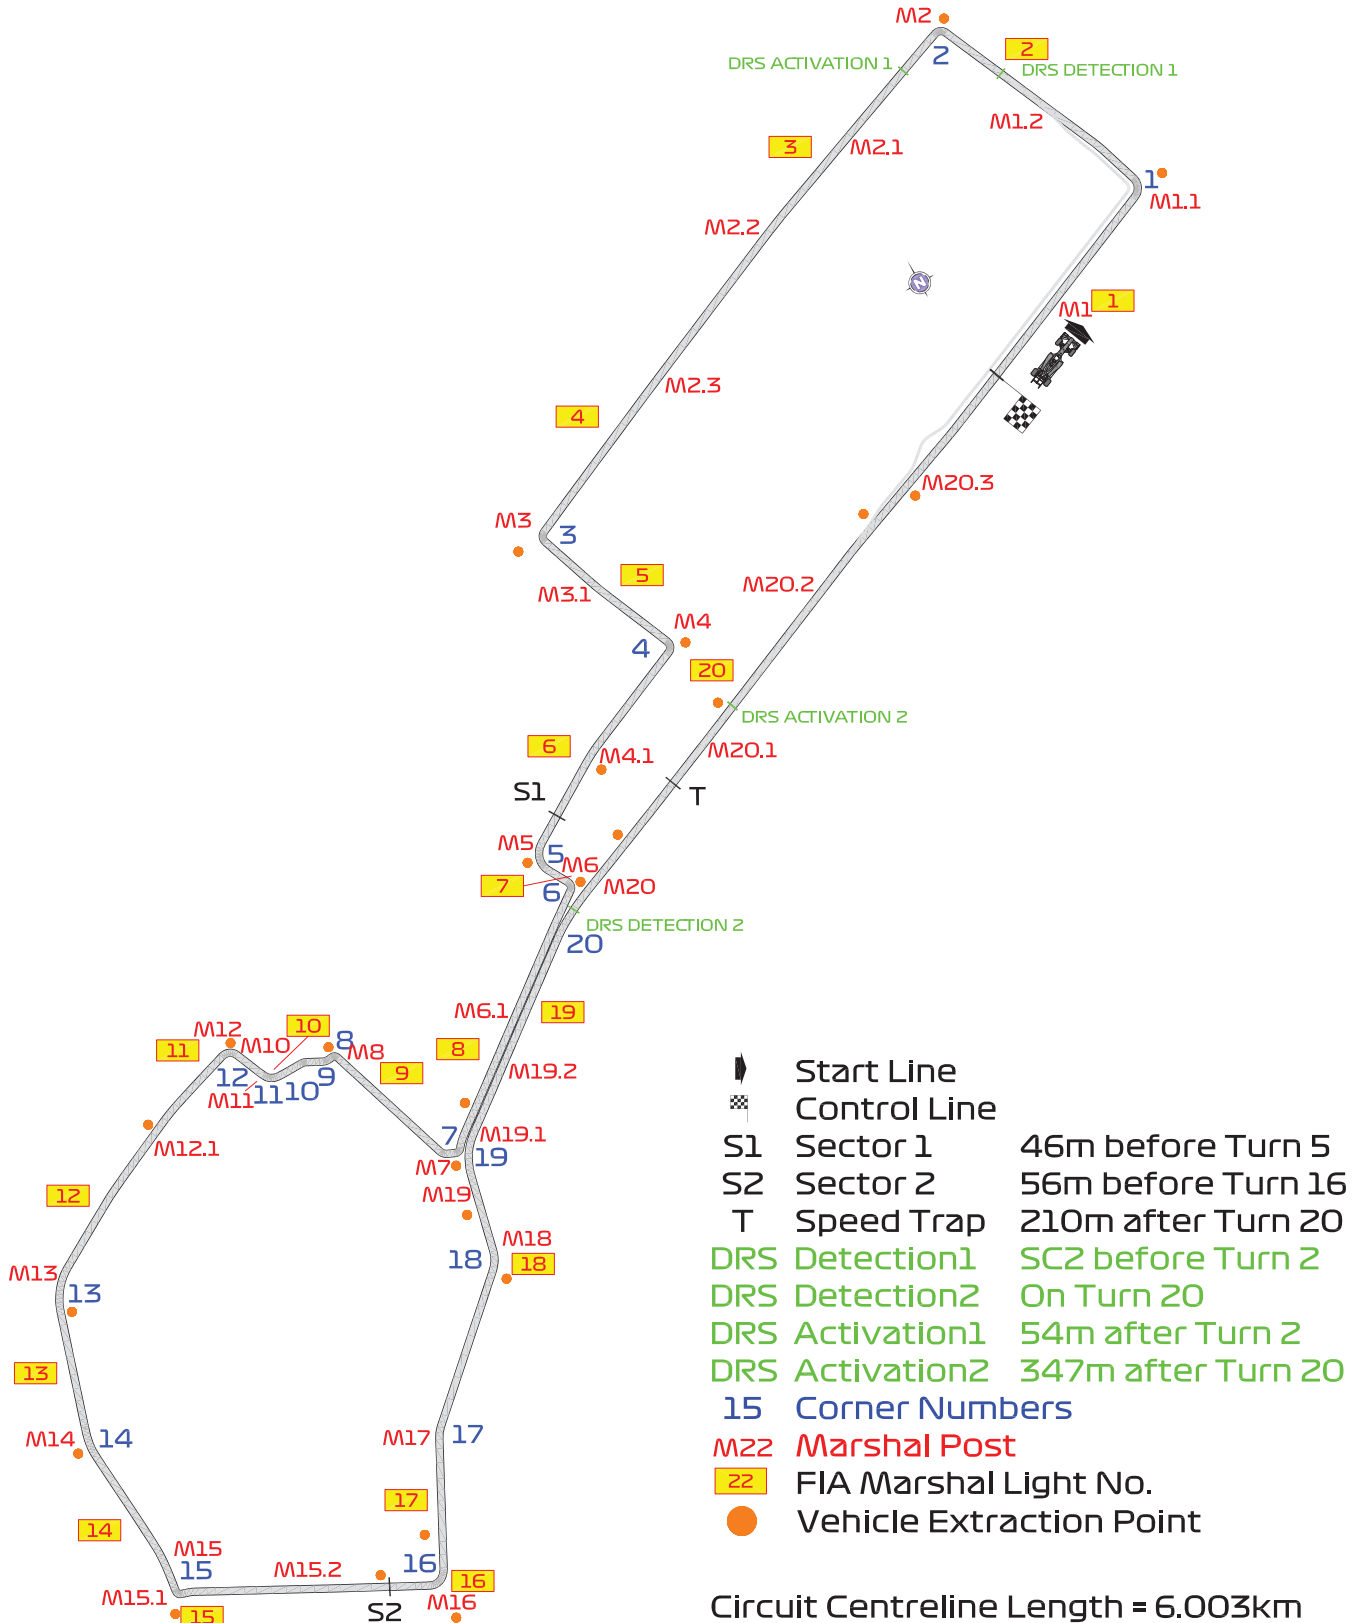 M2
2
2
DRS ACTIVATION 1
DRS DETECTION 1
M1.2
3
M2.1
1
M1.1
M2.2
N
M1
1
M2.3
4
M20.3
M3
3
5
M3.1
M20.2
M4
4
20
DRS ACTIVATION 2
6
M4.1
M20.1
S1
T
M5
5
M6
7
6
M20
DRS DETECTION 2
20
M6.1
19
M12
10
8
11
M10
M8
8
12
9
9
M19.2
M11
11
10
7
M19.1
M12.1
19
M7
12
M19
M18
18
18
M13
13
13
M14
14
M17
17
17
14
M15
15
M15.2
16
16
M15.1
15
S2
M16
Start Line
Control Line
S1 Sector 1 46m before Turn 5
S2 Sector 2 56m before Turn 16
T Speed Trap 210m after Turn 20
DRS Detection1 SC2 before Turn 2
DRS Detection2 On Turn 20
DRS Activation1 54m after Turn 2
DRS Activation2 347m after Turn 20
15 Corner Numbers
M22 Marshal Post
22 FIA Marshal Light No.
Vehicle Extraction Point
Circuit Centreline Length = 6.003km